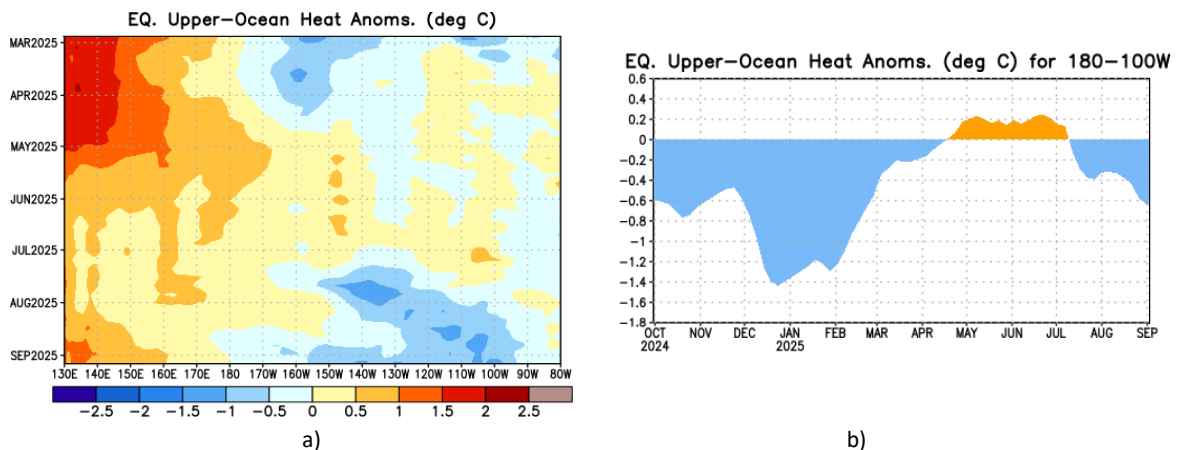 EQ. Upper-Ocean Heat Anoms. (deg C)
MAR2025
APR2025
MAY2025
JUN2025
JUL2025
AUG2025
SEP2025
130E 140E 150E 160E 170E 180 170W 160W 150W 140W 130W 120W 110W 100W 90W 80W
-2.5 -2 -1.5 -1 -0.5 0 0.5 1 1.5 2 2.5
a)
EQ. Upper-Ocean Heat Anoms. (deg C) for 180-100W
0.6
0.4
0.2
0
-0.2
-0.4
-0.6
-0.8
-1
-1.2
-1.4
-1.6
-1.8
OCT NOV DEC JAN FEB MAR APR MAY JUN JUL AUG SEP
2024 2025
b)